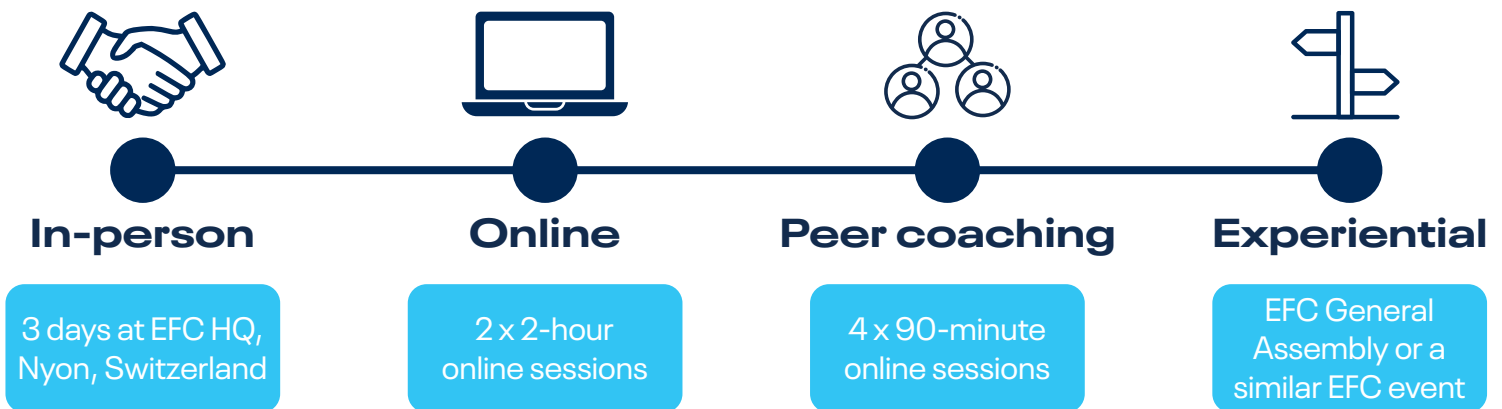 In-person
3 days at EFC HQ,
Nyon, Switzerland
Online
2 x 2-hour
online sessions
Peer coaching
4 x 90-minute
online sessions
Experiential
EFC General
Assembly or a
similar EFC event